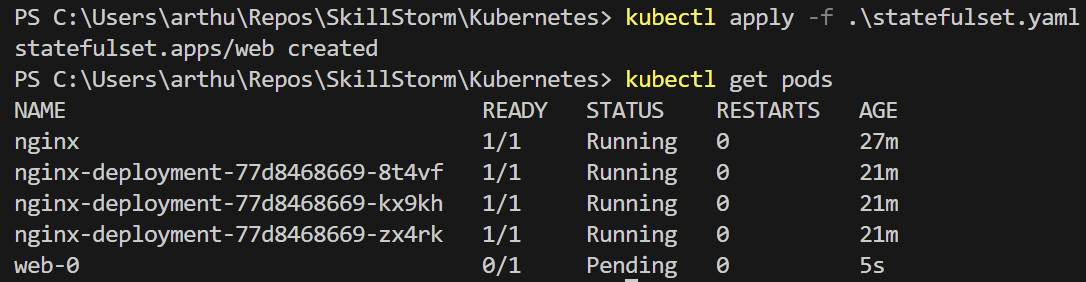 PS C:\Users\arthu\Repos\SkillStorm\Kubernetes> kubectl apply -f .\statefulset.yaml
statefulset.apps/web created
PS C:\Users\arthu\Repos\SkillStorm\Kubernetes> kubectl get pods
NAME                                READY   STATUS    RESTARTS   AGE
nginx                               1/1     Running   0          27m
nginx-deployment-77d8468669-8t4vf   1/1     Running   0          21m
nginx-deployment-77d8468669-kx9kh   1/1     Running   0          21m
nginx-deployment-77d8468669-zx4rk   1/1     Running   0          21m
web-0                               0/1     Pending   0          5s